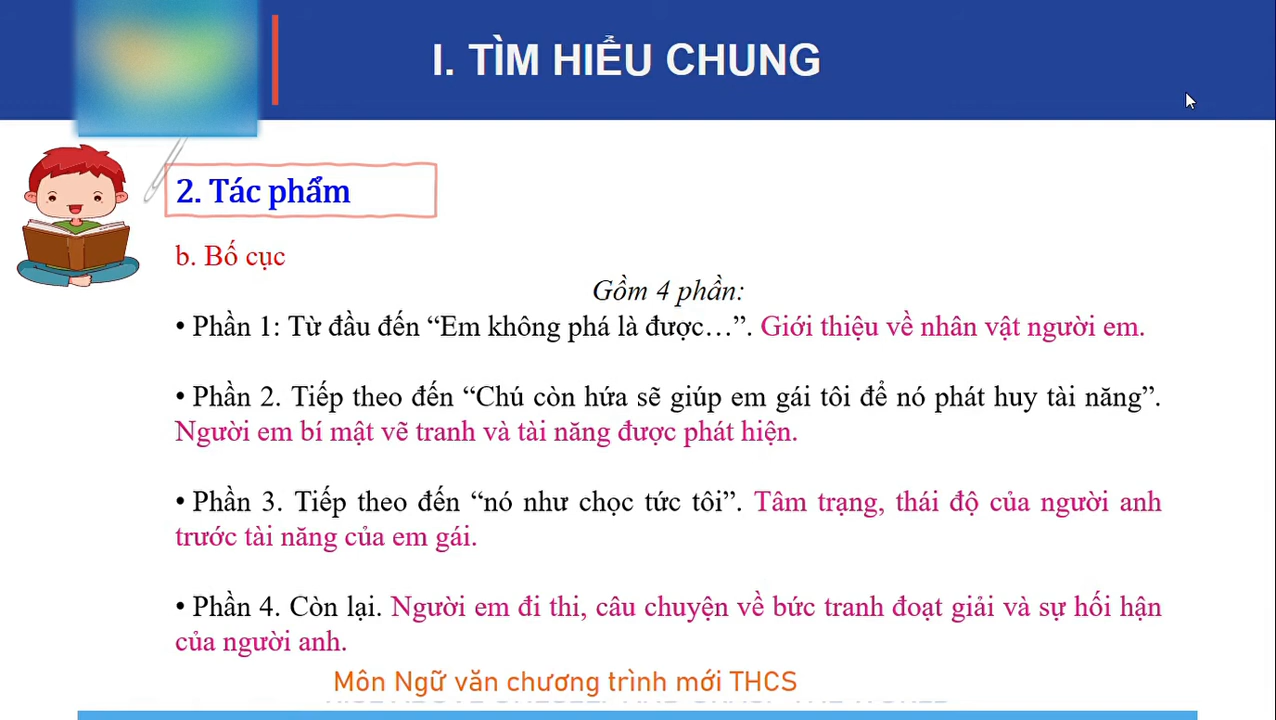 I. TÌM HIỂU CHUNG
2. Tác phẩm
b. Bố cục
Gồm 4 phần:
• Phần 1: Từ đầu đến “Em không phá là được…”. Giới thiệu về nhân vật người em.
• Phần 2. Tiếp theo đến “Chú còn hứa sẽ giúp em gái tôi để nó phát huy tài năng”.
Người em bí mật vẽ tranh và tài năng được phát hiện.
• Phần 3. Tiếp theo đến “nó như chọc tức tôi”. Tâm trạng, thái độ của người anh
trước tài năng của em gái.
• Phần 4. Còn lại. Người em đi thi, câu chuyện về bức tranh đoạt giải và sự hối hận
của người anh.
Môn Ngữ văn chương trình mới THCS